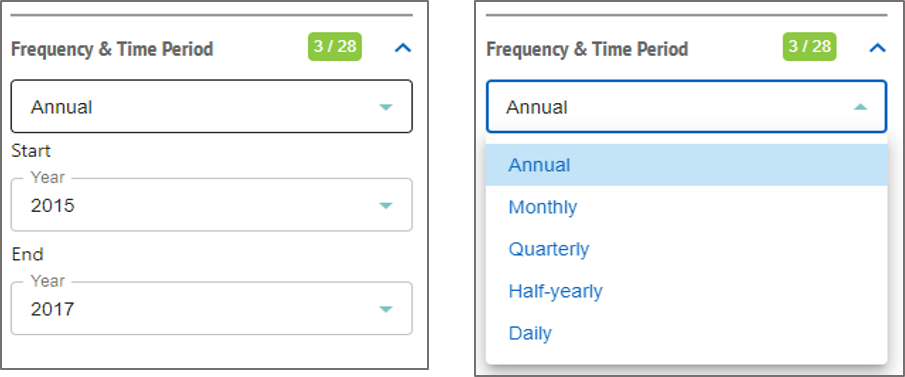 Frequency & Time Period 3 / 28
Annual
Start
Year
2015
End
Year
2017
Frequency & Time Period 3 / 28
Annual
Annual
Monthly
Quarterly
Half-yearly
Daily